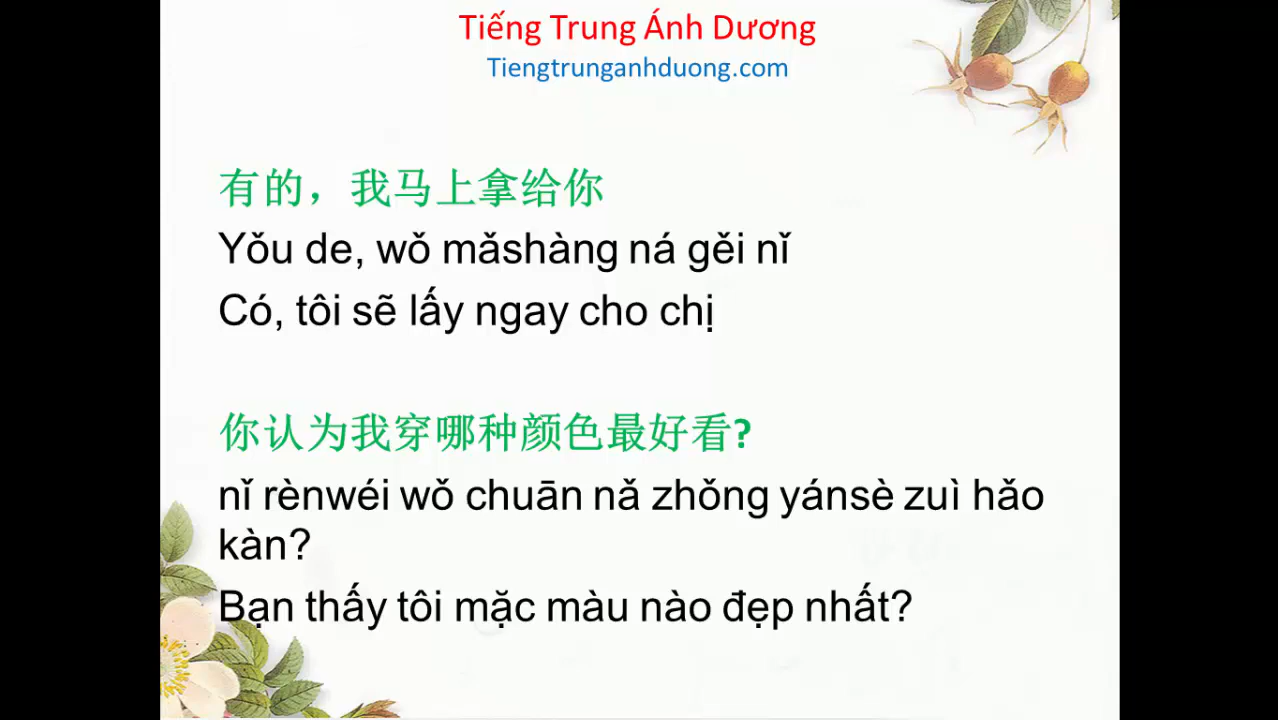 Tiếng Trung Ánh Dương
Tiengtrunganhduong.com
有的，我马上拿给你
Yǒu de, wǒ mǎshàng ná gěi nǐ
Có, tôi sẽ lấy ngay cho chị
你认为我穿哪种颜色最好看?
nǐ rènwéi wǒ chuān nǎ zhǒng yánsè zuì hǎo
kàn?
Bạn thấy tôi mặc màu nào đẹp nhất?